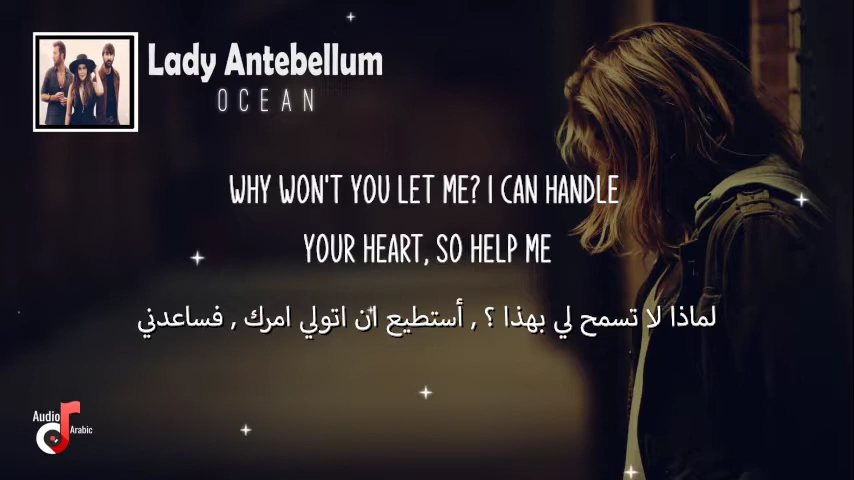 Lady Antebellum
OCEAN
WHY WON'T YOU LET ME? I CAN HANDLE
YOUR HEART, SO HELP ME
لماذا لا تسمح لي بهذا ؟ , أستطيع ان اتولي امرك , فساعدني
Audio
Arabic